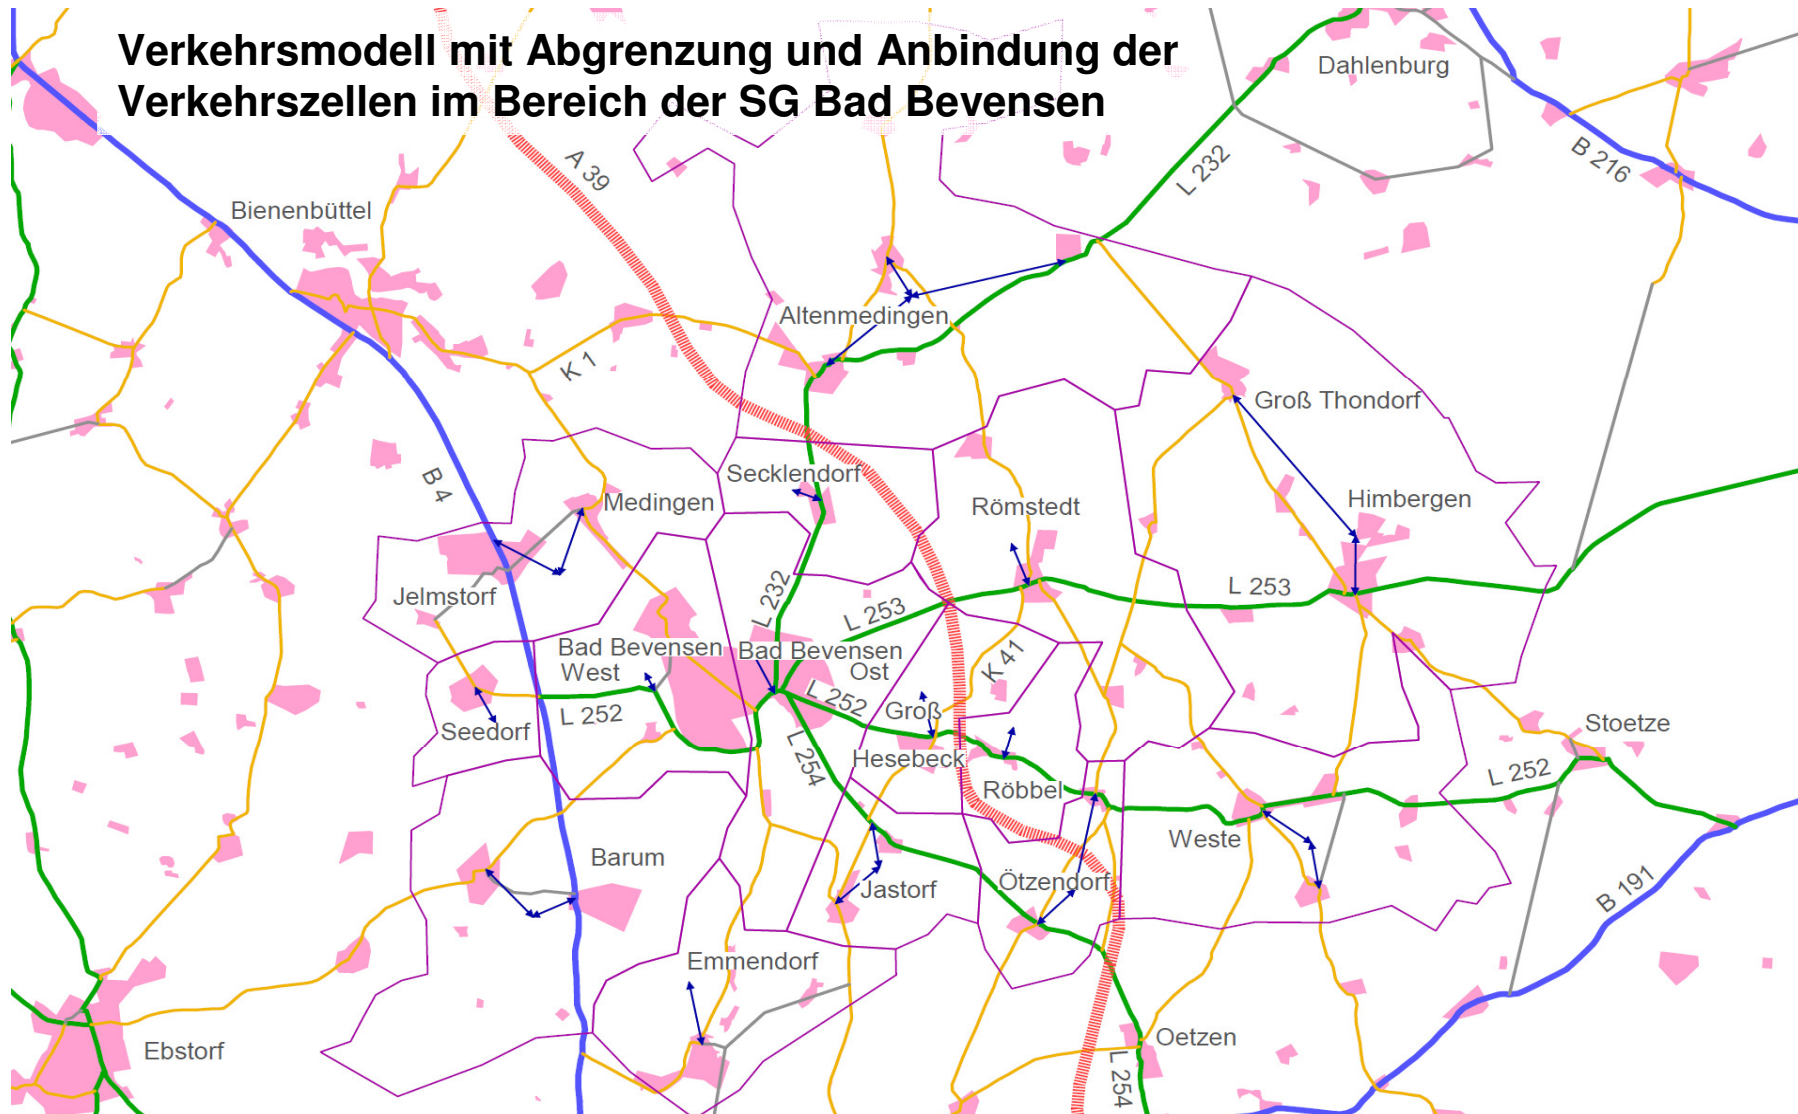 Verkehrsmodell mit Abgrenzung und Anbindung der
Verkehrszellen im Bereich der SG Bad Bevensen
Dahlenburg
B 216
A 39
L 232
Bienenbüttel
Altenmedingen
K 1
Groß Thondorf
B 4
Secklendorf
Medingen
Römstedt
Himbergen
Jelmstorf
L 232
L 253
L 253
Bad Bevensen
West
Bad Bevensen
Ost
K 41
L 252
L 252
Groß
Hesebeck
Seedorf
L 254
Stoetze
L 252
Röbbel
Weste
Barum
Jastorf
Ötzendorf
B 191
Emmendorf
Ebstorf
Oetzen
L 254